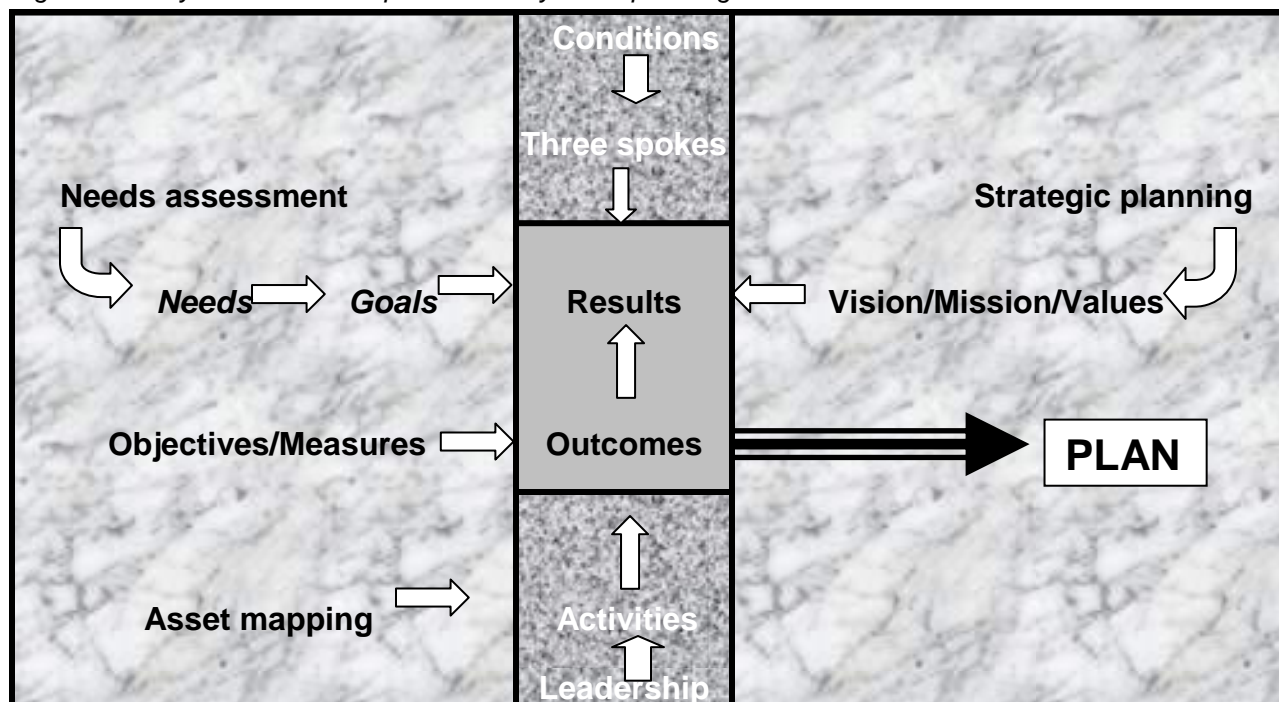 Conditions
Three spokes
Needs assessment
Strategic planning
Needs
Goals
Results
Vision/Mission/Values
Objectives/Measures
Outcomes
PLAN
Asset mapping
Activities
Leadership